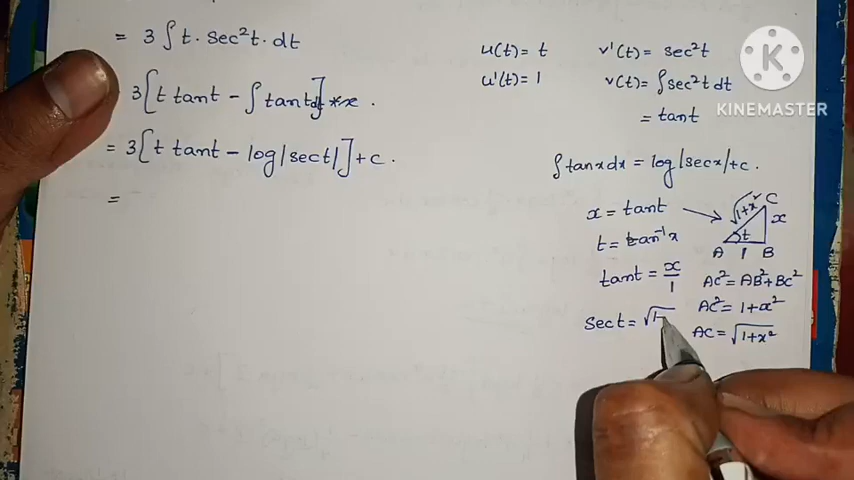 = 3 ∫ t · sec²t · dt
3[t tant - ∫ tant dt] + x .
= 3[t tant - log|sect|] + c .
=
u(t) = t v'(t) = sec²t
u'(t) = 1 v(t) = ∫ sec²t dt
= tant
∫ tanx dx = log|secx| + c .
x = tant
t = tan⁻¹x
tant = x/1
sect = √1
√1+x² C
x
t
A 1 B
AC² = AB² + BC²
AC² = 1 + x²
AC = √1+x²
K
KINEMASTER